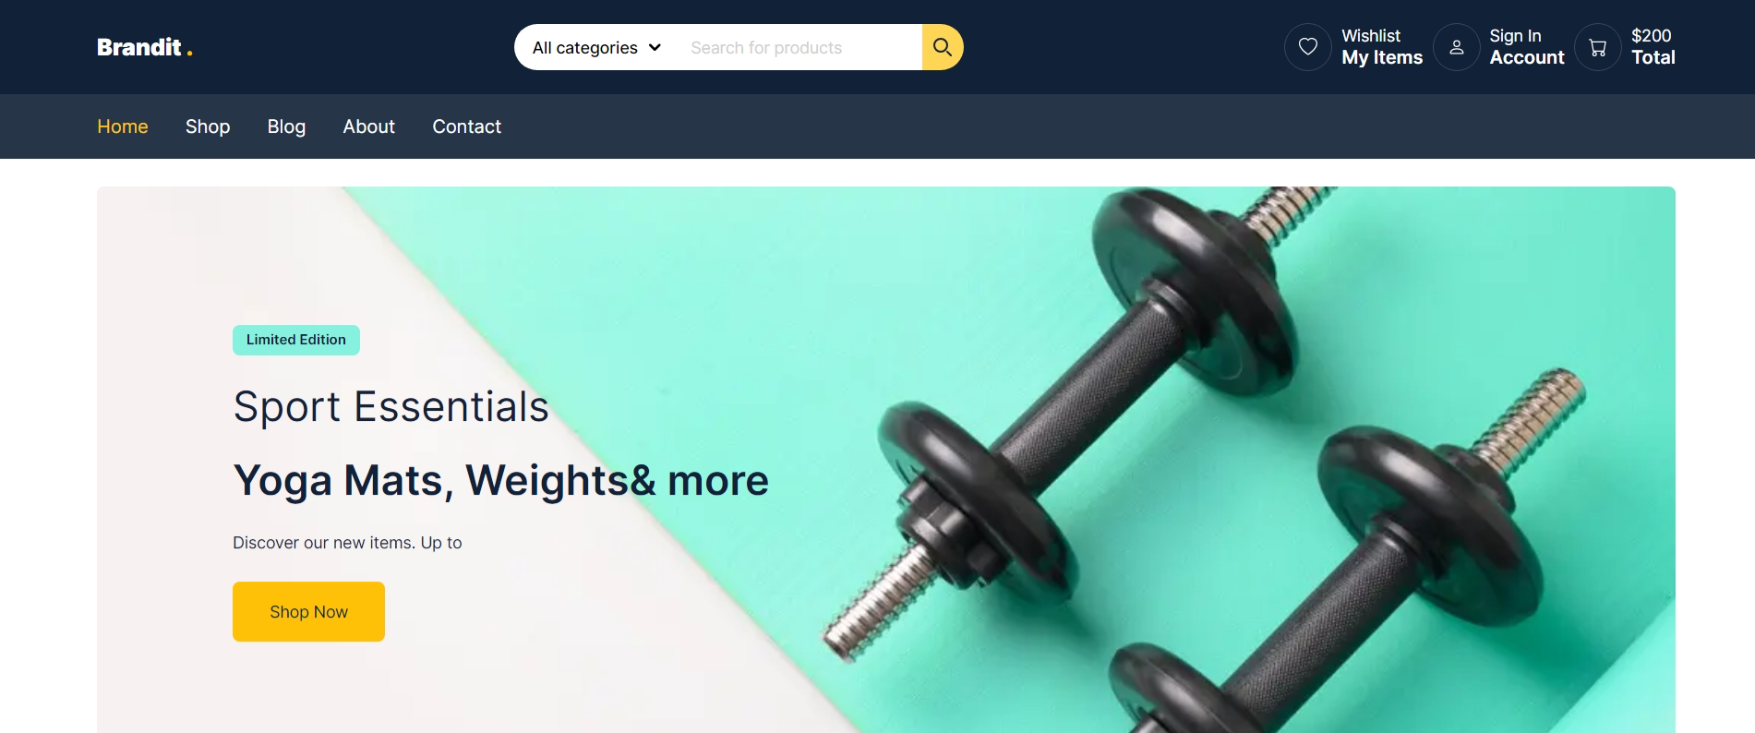 Brandit .
All categories
Search for products
Wishlist
My Items
Sign In
Account
$200
Total
Home Shop Blog About Contact
Limited Edition
Sport Essentials
Yoga Mats, Weights& more
Discover our new items. Up to
Shop Now